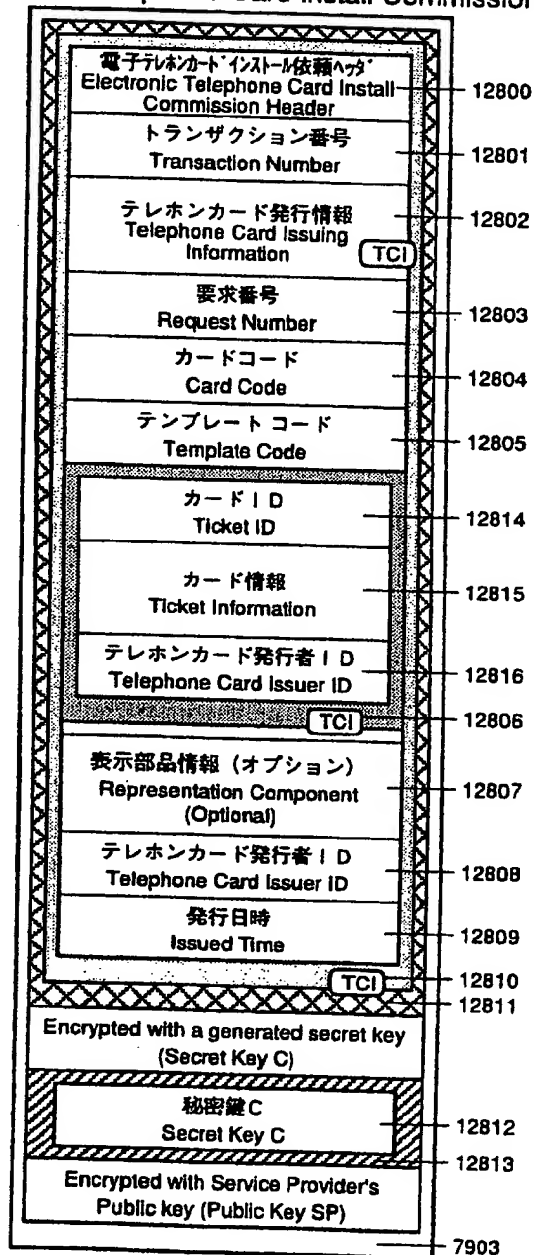 Card Install Commission
電子テレホンカードインストール依頼ヘッダ
Electronic Telephone Card Install
Commission Header
12800
トランザクション番号
Transaction Number
12801
テレホンカード発行情報
Telephone Card Issuing
Information
TCI
12802
要求番号
Request Number
12803
カードコード
Card Code
12804
テンプレート コード
Template Code
12805
カードID
Ticket ID
12814
カード情報
Ticket Information
12815
テレホンカード発行者ID
Telephone Card Issuer ID
12816
TCI
12806
表示部品情報（オプション）
Representation Component
(Optional)
12807
テレホンカード発行者ID
Telephone Card Issuer ID
12808
発行日時
Issued Time
12809
TCI
12810
12811
Encrypted with a generated secret key
(Secret Key C)
秘密鍵C
Secret Key C
12812
12813
Encrypted with Service Provider's
Public key (Public Key SP)
7903